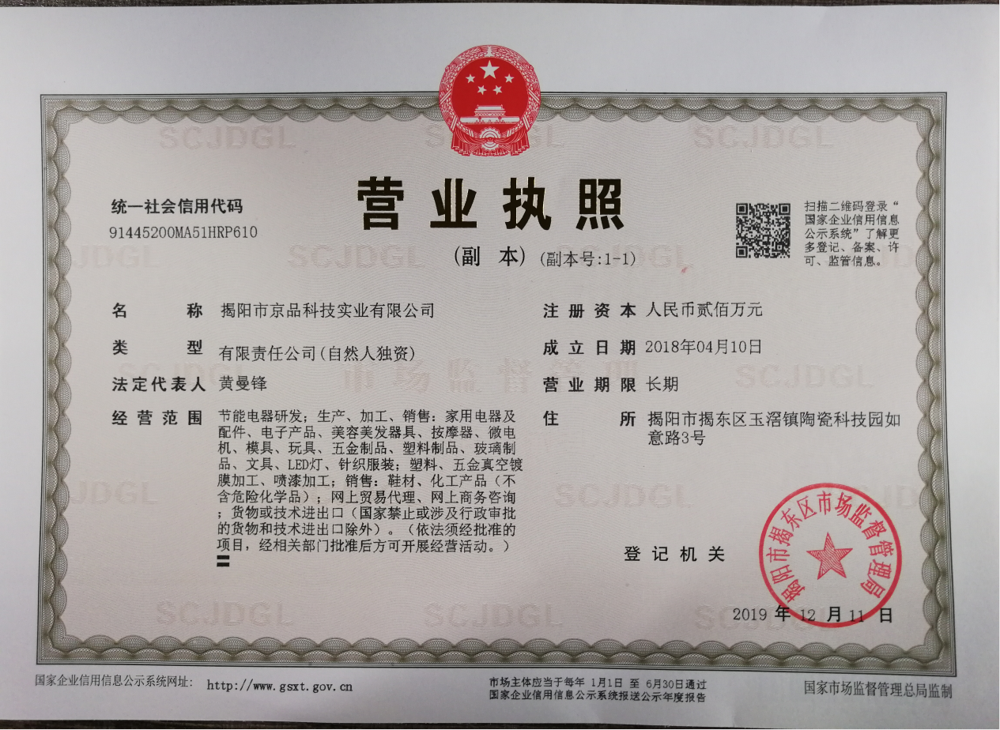 营业执照
(副 本) (副本号:1-1)
统一社会信用代码
91445200MA51HRP610
扫描二维码登录“
国家企业信用信息
公示系统”了解更
多登记、备案、许
可、监管信息。
名 称 揭阳市京品科技实业有限公司
类 型 有限责任公司(自然人独资)
法定代表人 黄曼锋
经营范围 节能电器研发；生产、加工、销售：家用电器及
配件、电子产品、美容美发器具、按摩器、微电
机、模具、玩具、五金制品、塑料制品、玻璃制
品、文具、LED灯、针织服装；塑料、五金真空镀
膜加工、喷漆加工；销售：鞋材、化工产品（不
含危险化学品）；网上贸易代理、网上商务咨询
；货物或技术进出口（国家禁止或涉及行政审批
的货物和技术进出口除外）。（依法须经批准的
项目，经相关部门批准后方可开展经营活动。）
注册资本 人民币贰佰万元
成立日期 2018年04月10日
营业期限 长期
住 所 揭阳市揭东区玉滘镇陶瓷科技园如
意路3号
登记机关
揭阳市揭东区市场监督管理局
2019 年 12 月 11 日
SCJDGL
市场监督管理
国家企业信用信息公示系统网址： http://www.gsxt.gov.cn
市场主体应当于每年 1月1日 至 6月30日通过
国家企业信用信息公示系统报送公示年度报告
国家市场监督管理总局监制